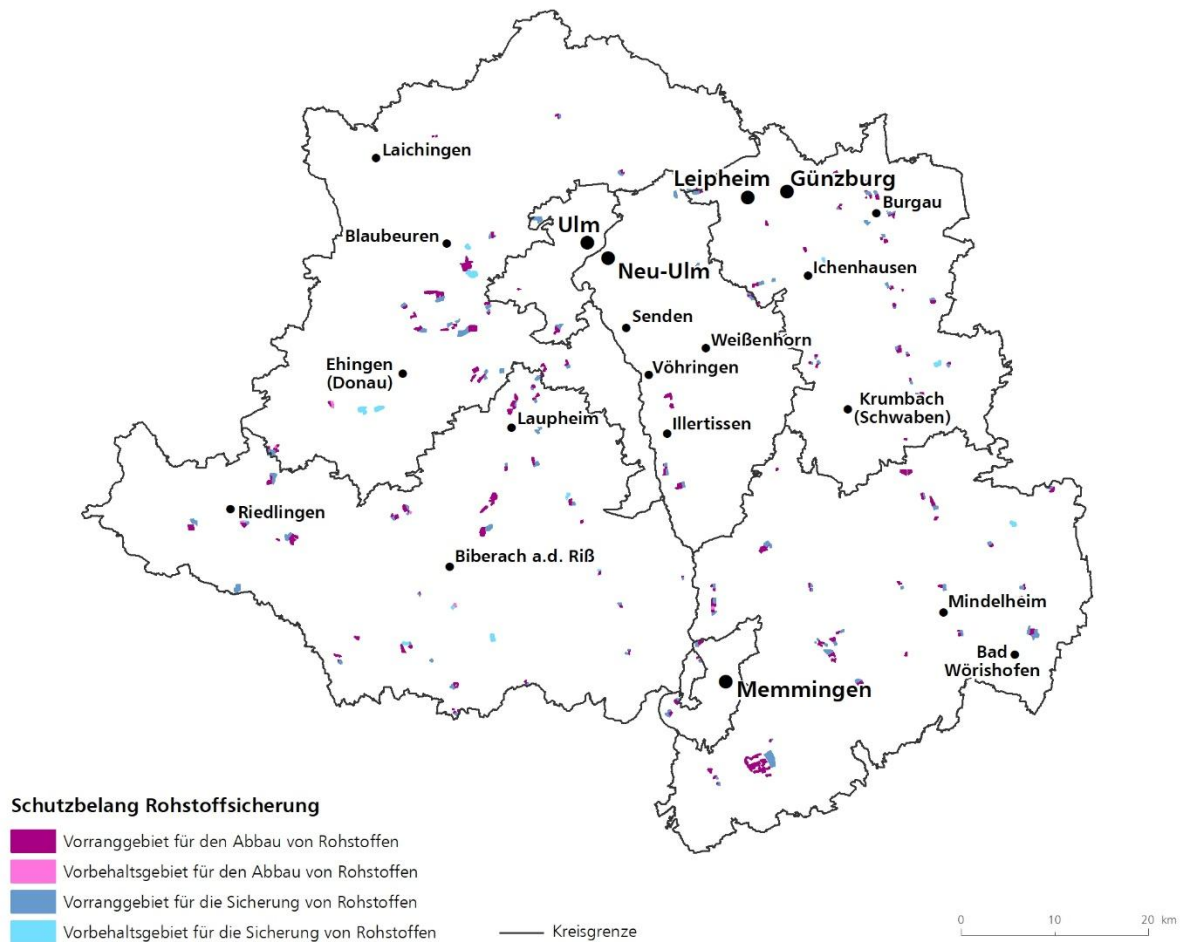 Laichingen
Leipheim
Günzburg
Burgau
Blaubeuren
Ulm
Neu-Ulm
Ichenhausen
Senden
Weißenhorn
Ehingen
(Donau)
Vöhringen
Laupheim
Illertissen
Krumbach
(Schwaben)
Riedlingen
Biberach a.d. Riß
Mindelheim
Bad
Wörishofen
Memmingen
Schutzbelang Rohstoffsicherung
Vorranggebiet für den Abbau von Rohstoffen
Vorbehaltsgebiet für den Abbau von Rohstoffen
Vorranggebiet für die Sicherung von Rohstoffen
Vorbehaltsgebiet für die Sicherung von Rohstoffen
Kreisgrenze
0 10 20 km